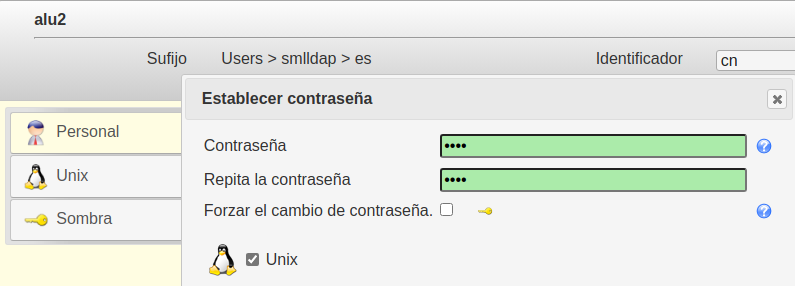 alu2
Sufijo Users > smlldap > es Identificador cn
Establecer contraseña
Personal
Contraseña ••••
Unix
Repita la contraseña ••••
Sombra
Forzar el cambio de contraseña.
Unix